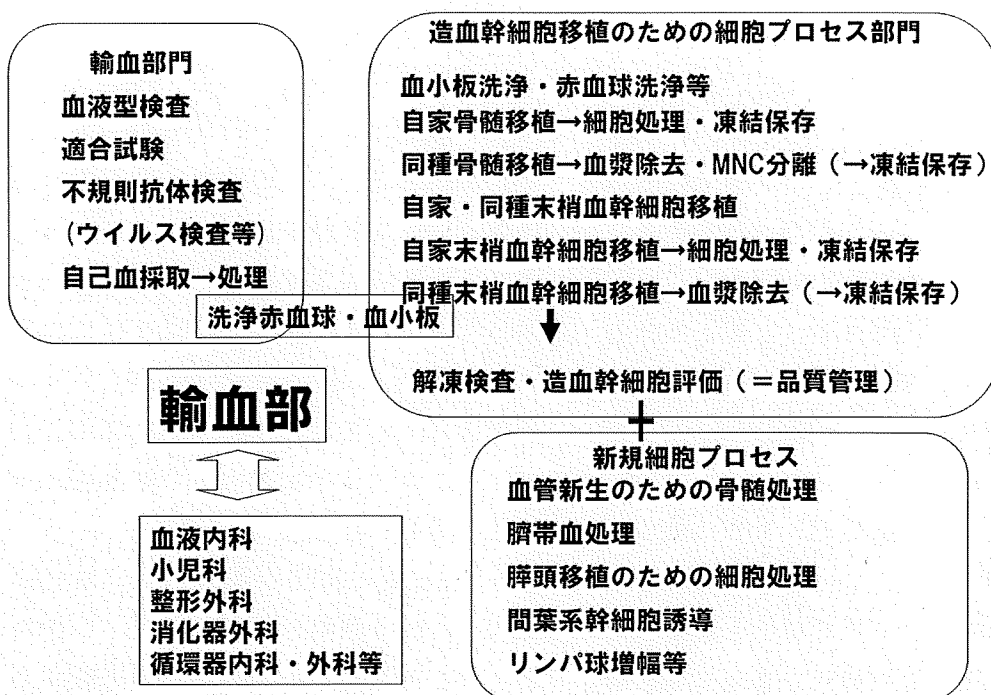 輸血部門
血液型検査
適合試験
不規則抗体検査
(ウイルス検査等)
自己血採取→処理
洗浄赤血球・血小板
造血幹細胞移植のための細胞プロセス部門
血小板洗浄・赤血球洗浄等
自家骨髄移植→細胞処理・凍結保存
同種骨髄移植→血漿除去・MNC分離（→凍結保存）
自家・同種末梢血幹細胞移植
自家末梢血幹細胞移植→細胞処理・凍結保存
同種末梢血幹細胞移植→血漿除去（→凍結保存）
解凍検査・造血幹細胞評価（＝品質管理）
+
新規細胞プロセス
血管新生のための骨髄処理
臍帯血処理
膵頭移植のための細胞処理
間葉系幹細胞誘導
リンパ球増幅等
輸血部
血液内科
小児科
整形外科
消化器外科
循環器内科・外科等